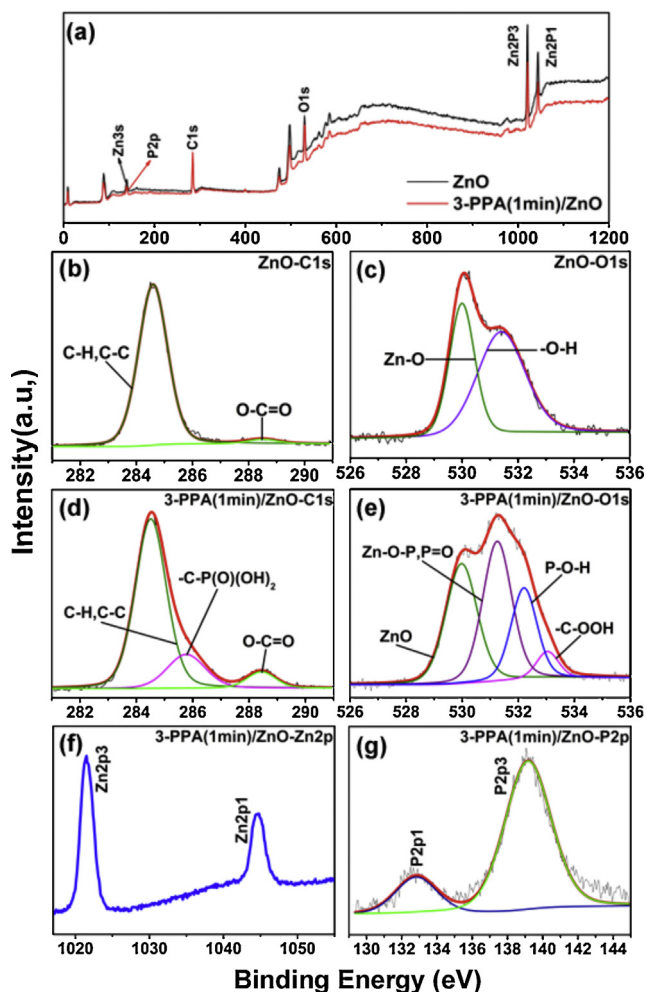 (a)
Zn3s
P2p
C1s
O1s
Zn2P3
Zn2P1
ZnO
3-PPA(1min)/ZnO
0 200 400 600 800 1000 1200
(b)
ZnO-C1s
C-H,C-C
O-C=O
282 284 286 288 290
(c)
ZnO-O1s
Zn-O
-O-H
526 528 530 532 534 536
(d)
3-PPA(1min)/ZnO-C1s
-C-P(O)(OH)2
C-H,C-C
O-C=O
282 284 286 288 290
(e)
3-PPA(1min)/ZnO-O1s
Zn-O-P,P=O
P-O-H
ZnO
-C-OOH
526 528 530 532 534 536
(f)
3-PPA(1min)/ZnO-Zn2p
Zn2p3
Zn2p1
1020 1030 1040 1050
(g)
3-PPA(1min)/ZnO-P2p
P2p3
P2p1
130 132 134 136 138 140 142 144
Intensity(a.u,)
Binding Energy (eV)